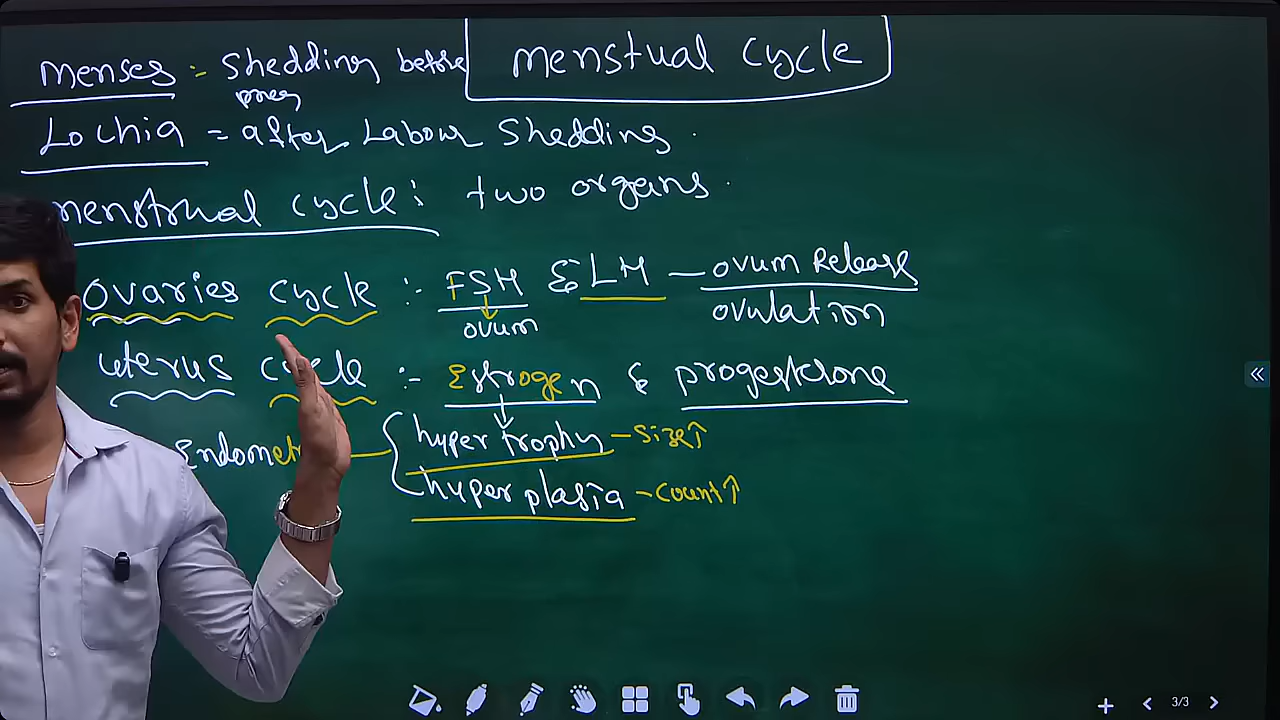 menstual cycle
menses :- Shedding before
preg
Lochia = after Labour Shedding.
menstrual cycle: two organs.
ovaries cycle :- FSH & LH — ovum Release
ovum ovulation
uterus cycle :- Estrogen & progesterone
Endomet hypertrophy - Size↑
hyperplasia - Count↑
3/3